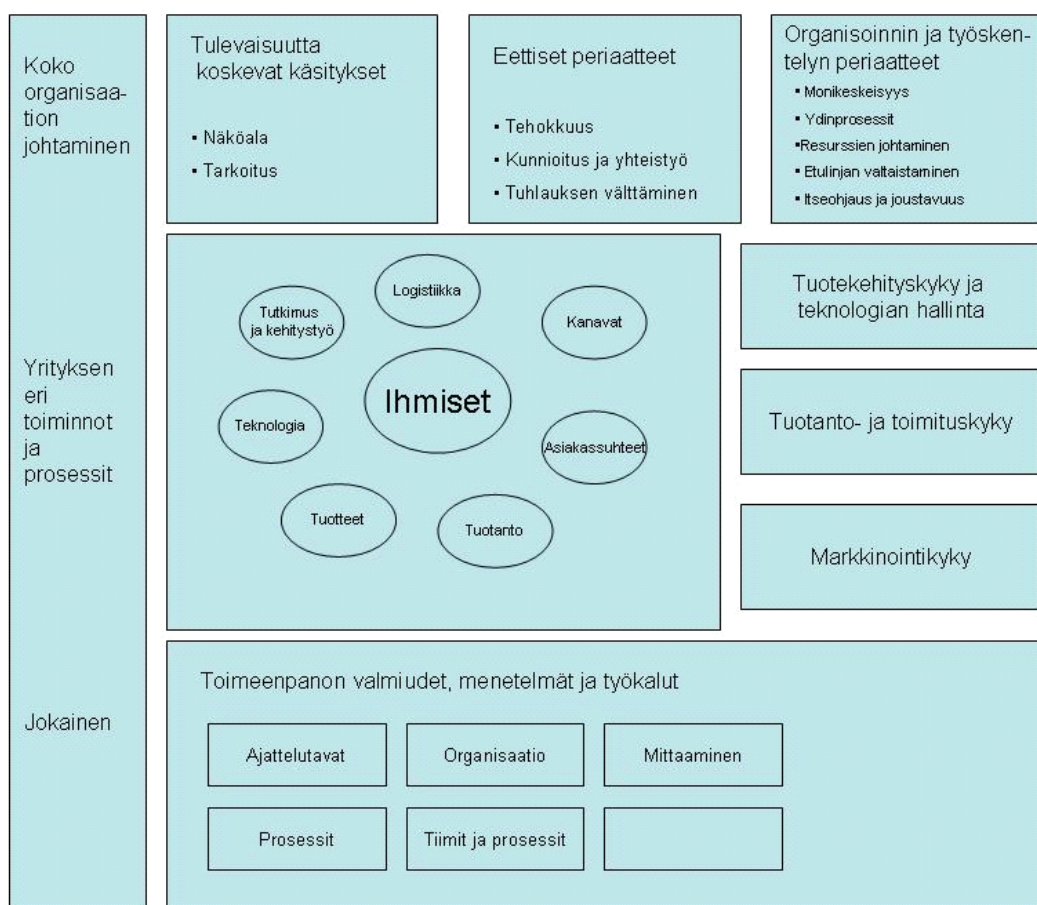 Koko
organisaa-
tion
johtaminen
Tulevaisuutta
koskevat käsitykset
▪ Näköala
▪ Tarkoitus
Eettiset periaatteet
▪ Tehokkuus
▪ Kunnioitus ja yhteistyö
▪ Tuhlauksen välttäminen
Organisoinnin ja työsken-
telyn periaatteet
▪ Monikeskeisyys
▪ Ydinprosessit
▪Resurssien johtaminen
▪ Etulinjan valtaistaminen
▪ Itseohjaus ja joustavuus
Yrityksen
eri
toiminnot
ja
prosessit
Logistiikka
Tutkimus
ja kehitystyö
Kanavat
Ihmiset
Teknologia
Asiakassuhteet
Tuotteet
Tuotanto
Tuotekehityskyky ja
teknologian hallinta
Tuotanto- ja toimituskyky
Markkinointikyky
Jokainen
Toimeenpanon valmiudet, menetelmät ja työkalut
Ajattelutavat
Organisaatio
Mittaaminen
Prosessit
Tiimit ja prosessit